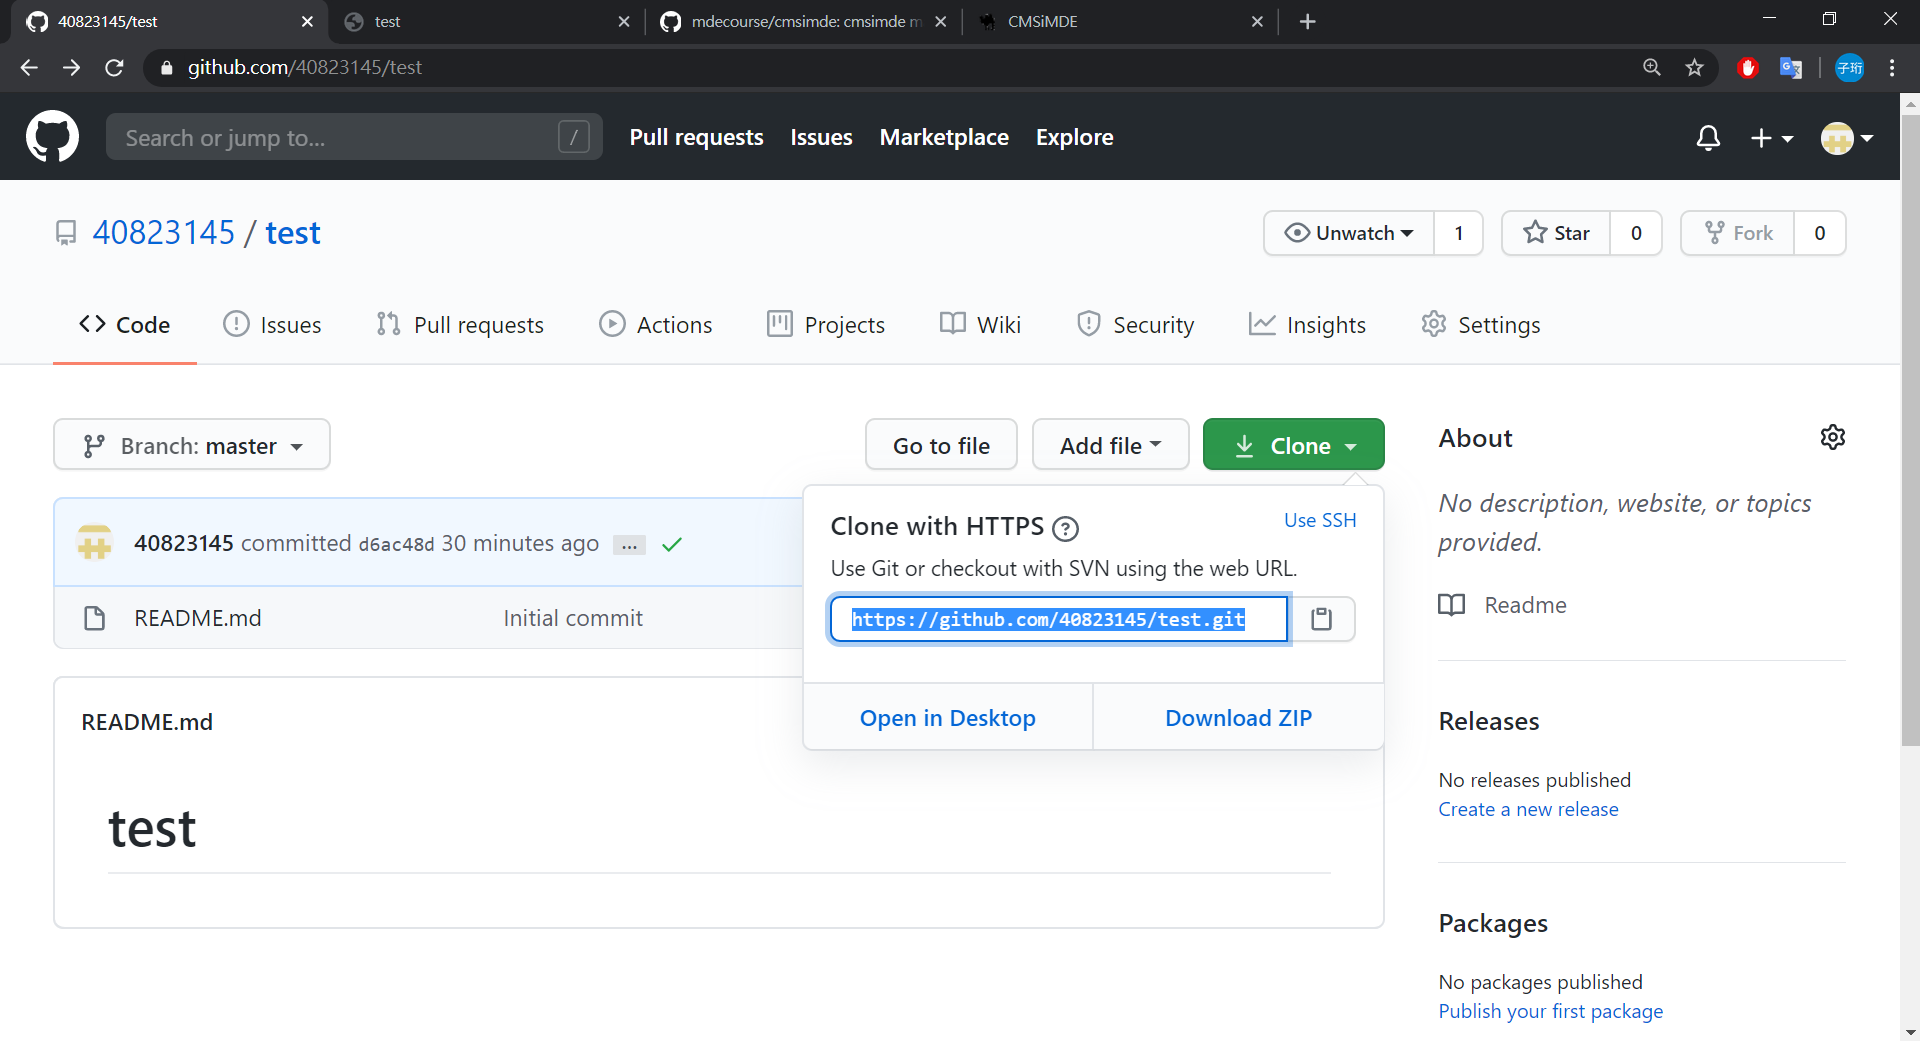 40823145/test
test
mdecourse/cmsimde: cmsimde m
CMSiMDE
github.com/40823145/test
子珩
Search or jump to...
/
Pull requests
Issues
Marketplace
Explore
40823145 / test
Unwatch
1
Star
0
Fork
0
Code
Issues
Pull requests
Actions
Projects
Wiki
Security
Insights
Settings
Branch: master
Go to file
Add file
Clone
About
No description, website, or topics
provided.
Clone with HTTPS
Use SSH
Use Git or checkout with SVN using the web URL.
https://github.com/40823145/test.git
Open in Desktop
Download ZIP
40823145 committed d6ac48d 30 minutes ago
...
README.md
Initial commit
Readme
README.md
test
Releases
No releases published
Create a new release
Packages
No packages published
Publish your first package